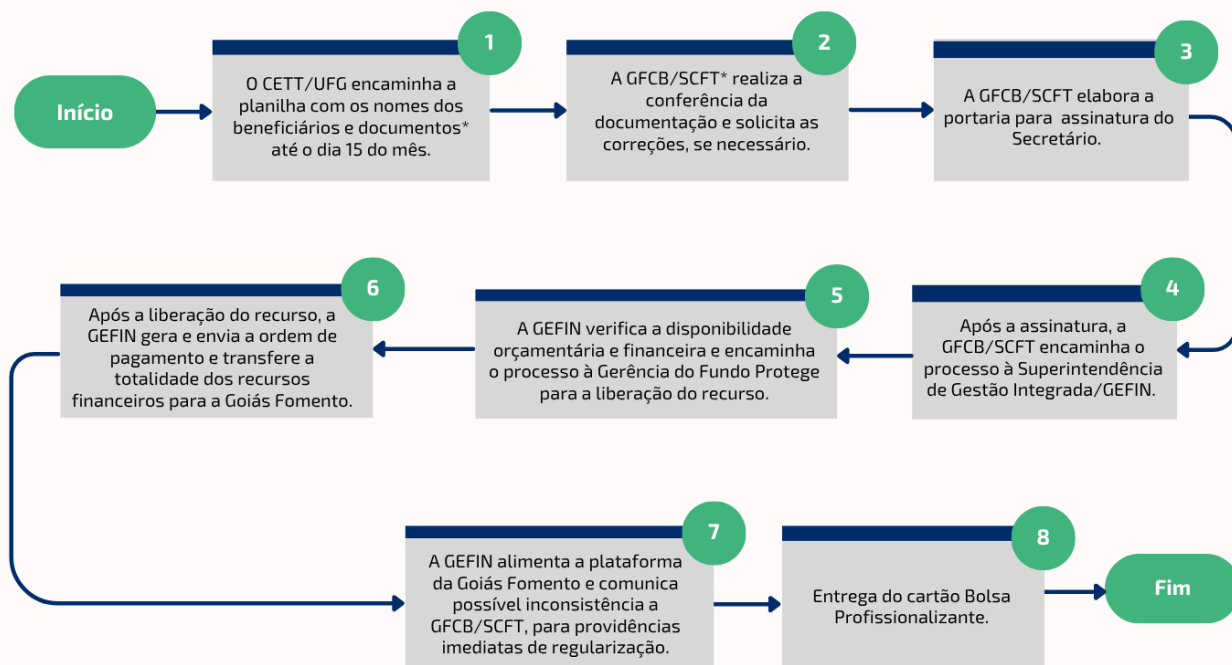 Início
1
O CETT/UFG encaminha a
planilha com os nomes dos
beneficiários e documentos*
até o dia 15 do mês.
2
A GFCB/SCFT* realiza a
conferência da
documentação e solicita as
correções, se necessário.
3
A GFCB/SCFT elabora a
portaria para assinatura do
Secretário.
4
Após a assinatura, a
GFCB/SCFT encaminha o
processo à Superintendência
de Gestão Integrada/GEFIN.
5
A GEFIN verifica a disponibilidade
orçamentária e financeira e encaminha
o processo à Gerência do Fundo Protege
para a liberação do recurso.
6
Após a liberação do recurso, a
GEFIN gera e envia a ordem de
pagamento e transfere a
totalidade dos recursos
financeiros para a Goiás Fomento.
7
A GEFIN alimenta a plataforma
da Goiás Fomento e comunica
possível inconsistência a
GFCB/SCFT, para providências
imediatas de regularização.
8
Entrega do cartão Bolsa
Profissionalizante.
Fim